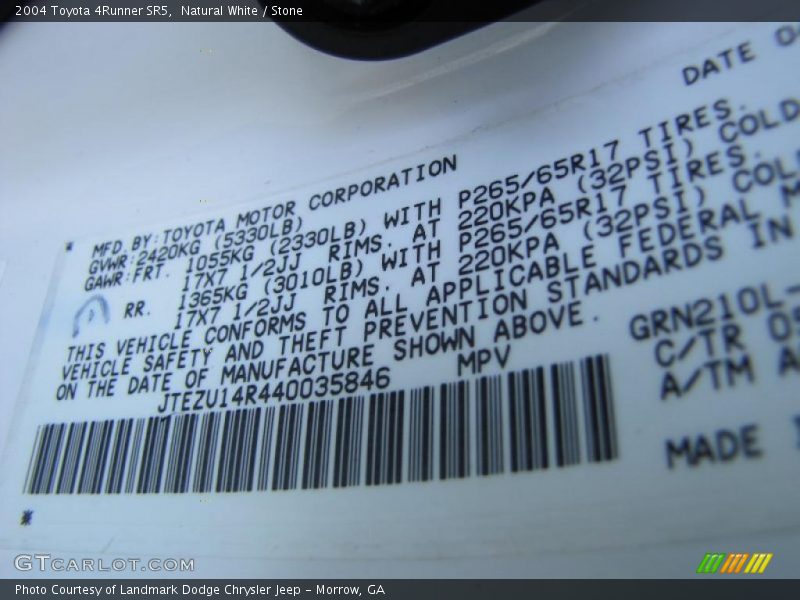 2004 Toyota 4Runner SR5, Natural White / Stone
DATE
MFD. BY: TOYOTA MOTOR CORPORATION
GVWR: 2420KG (5330LB)
GAWR: FRT. 1055KG (2330LB) WITH P265/65R17 TIRES.
17X7 1/2JJ RIMS. AT 220KPA (32PSI) COLD
RR. 1365KG (3010LB) WITH P265/65R17 TIRES.
17X7 1/2JJ RIMS. AT 220KPA (32PSI) COL
THIS VEHICLE CONFORMS TO ALL APPLICABLE FEDERAL M
VEHICLE SAFETY AND THEFT PREVENTION STANDARDS IN
ON THE DATE OF MANUFACTURE SHOWN ABOVE.
JTEZU14R440035846 MPV
GRN210L-
C/TR
A/TM A
MADE
GTCARLOT.COM
Photo Courtesy of Landmark Dodge Chrysler Jeep - Morrow, GA